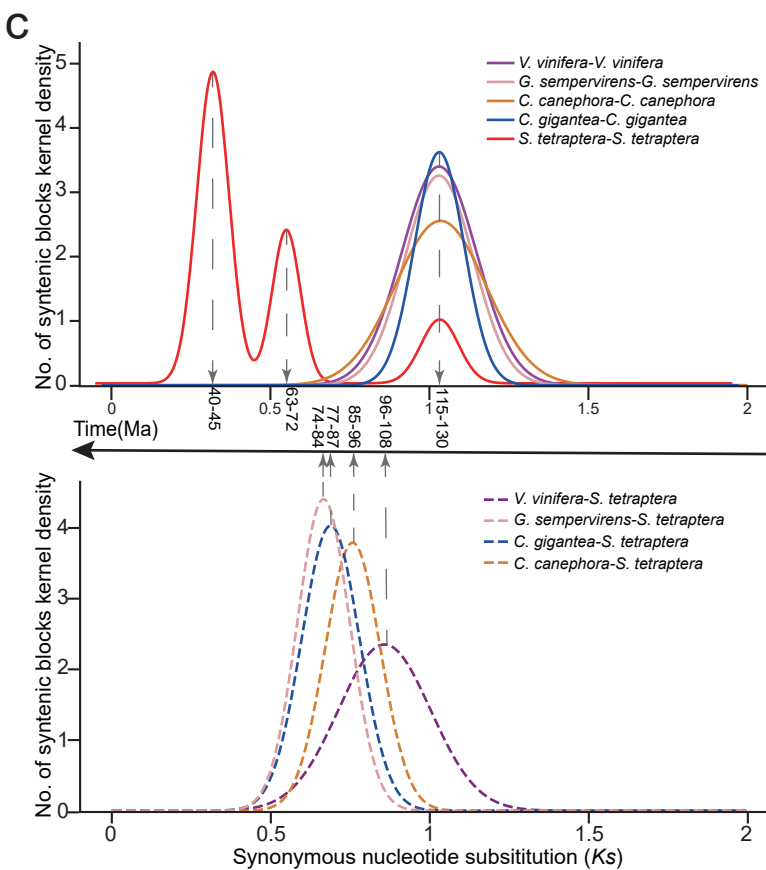 C
No. of syntenic blocks kernel density
5
4
3
2
1
0
V. vinifera-V. vinifera
G. sempervirens-G. sempervirens
C. canephora-C. canephora
C. gigantea-C. gigantea
S. tetraptera-S. tetraptera
0
0.5
1
1.5
2
Time(Ma)
40-45
63-72
74-84
77-87
85-96
96-108
115-130
No. of syntenic blocks kernel density
4
3
2
1
0
V. vinifera-S. tetraptera
G. sempervirens-S. tetraptera
C. gigantea-S. tetraptera
C. canephora-S. tetraptera
0
0.5
1
1.5
2
Synonymous nucleotide subsititution (Ks)